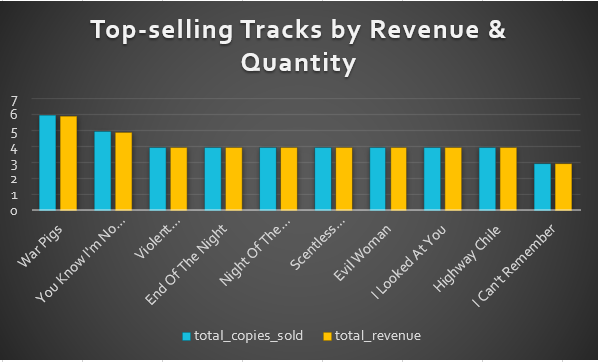 Top-selling Tracks by Revenue &
Quantity
7
6
5
4
3
2
1
0
War Pigs
You Know I'm No...
Violent...
End Of The Night
Night Of The...
Scentless...
Evil Woman
I Looked At You
Highway Chile
I Can't Remember
total_copies_sold
total_revenue